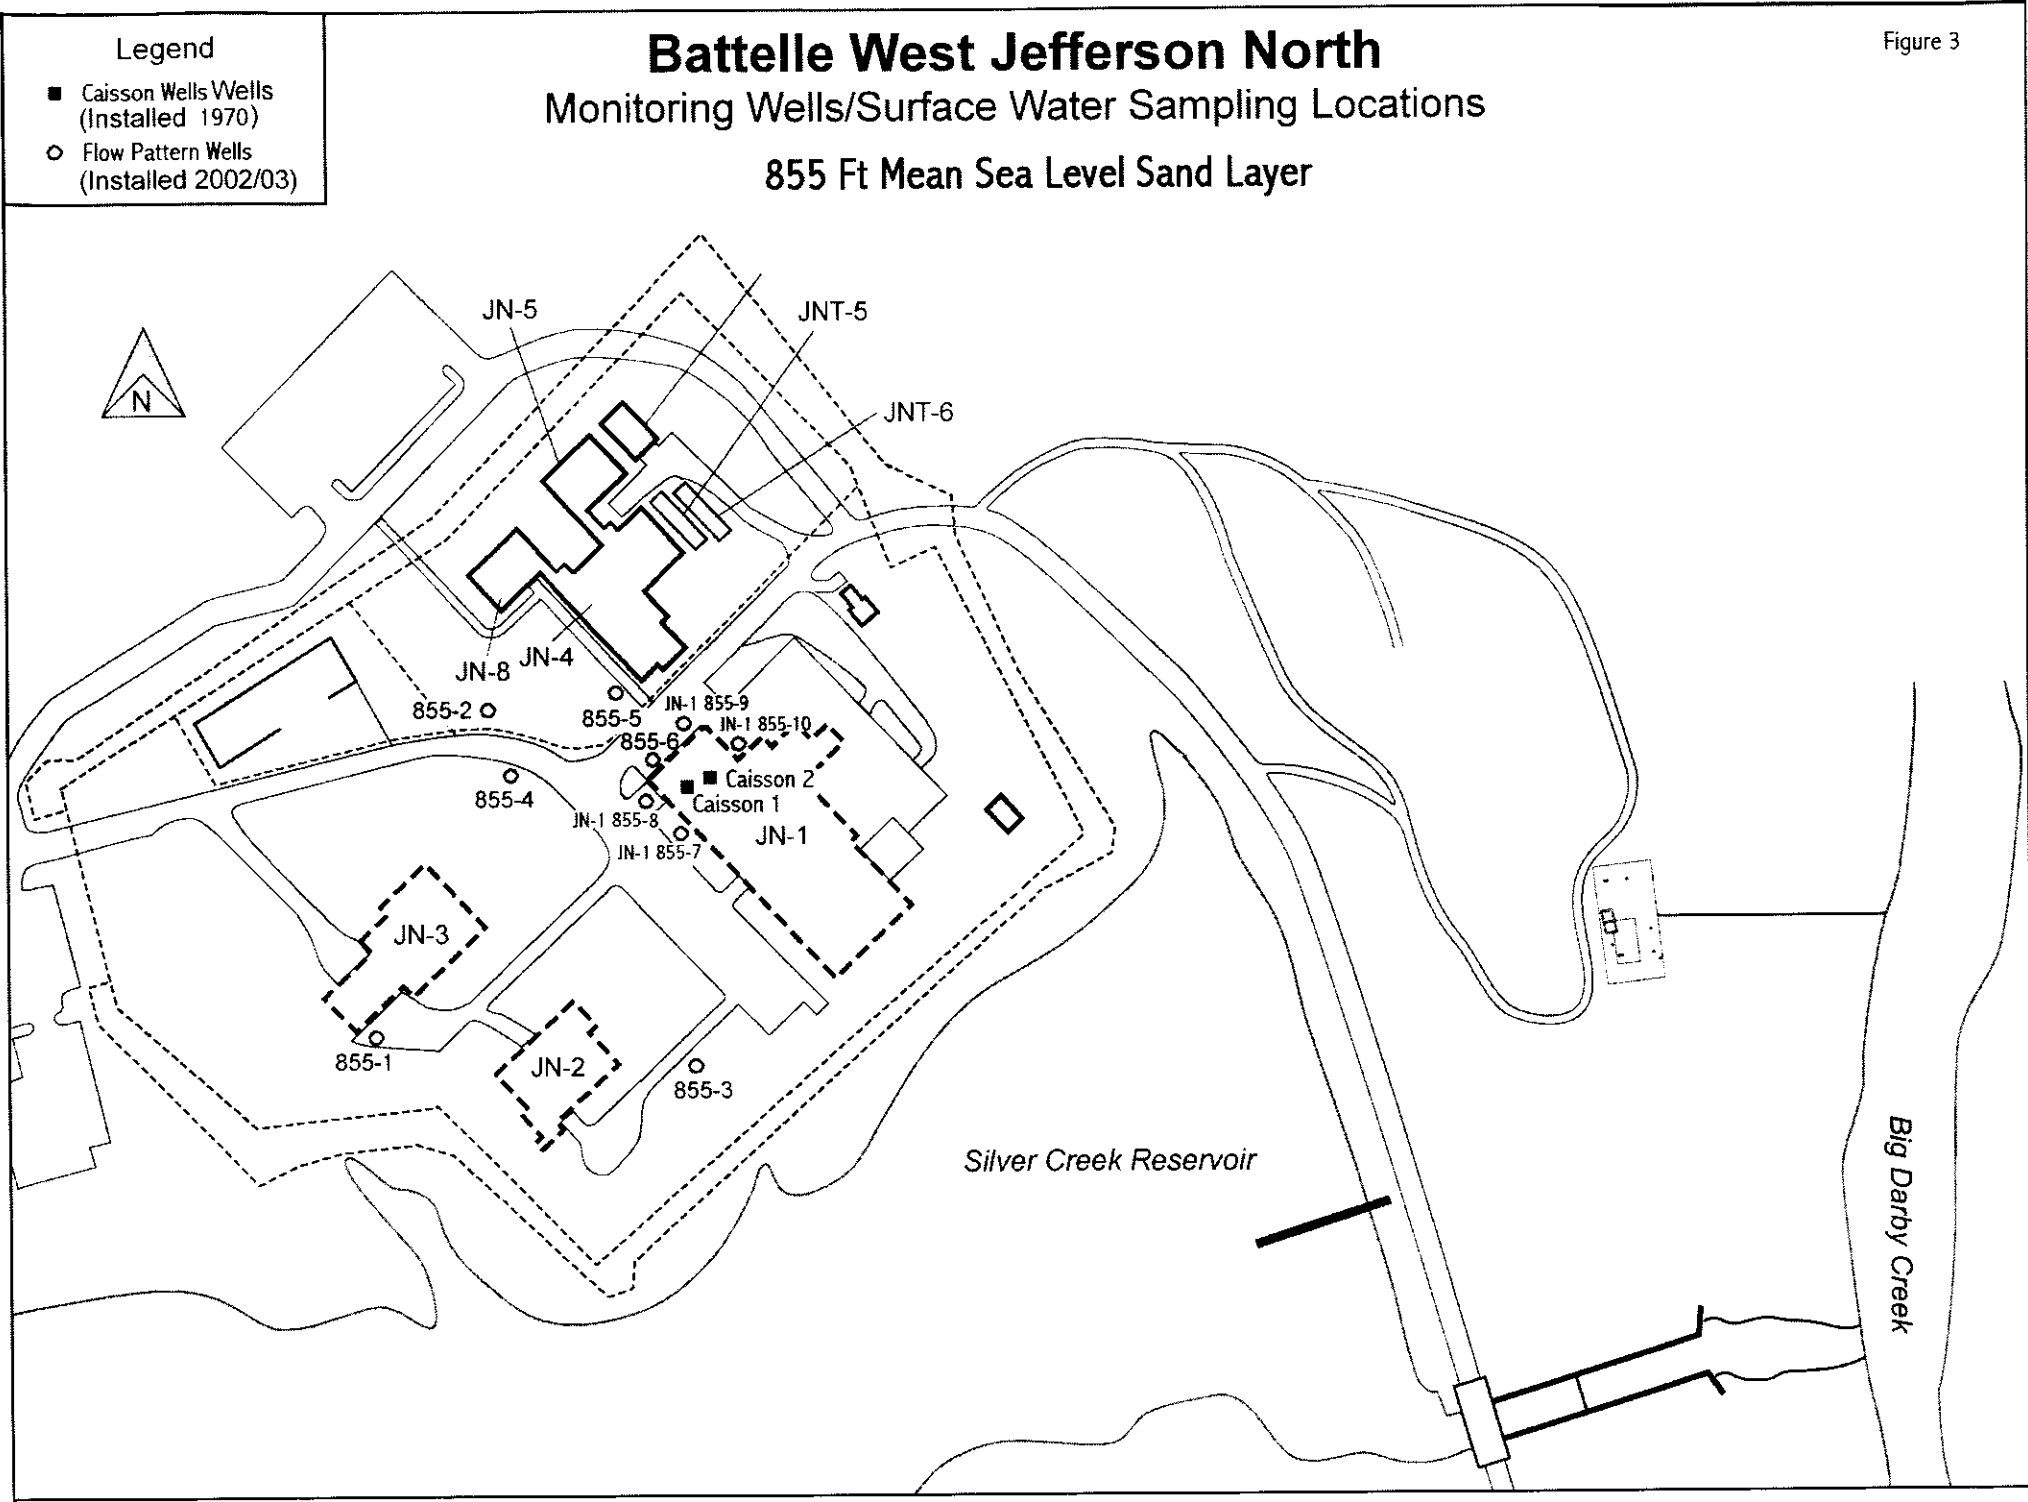 Legend
Caisson Wells Wells
(Installed 1970)
Flow Pattern Wells
(Installed 2002/03)
Battelle West Jefferson North
Monitoring Wells/Surface Water Sampling Locations
855 Ft Mean Sea Level Sand Layer
Figure 3
N
JN-5
JNT-5
JNT-6
JN-8
JN-4
855-2
855-5
JN-1 855-9
JN-1 855-10
855-6
855-4
Caisson 2
Caisson 1
JN-1 855-8
JN-1
JN-1 855-7
JN-3
855-1
JN-2
855-3
Silver Creek Reservoir
Big Darby Creek